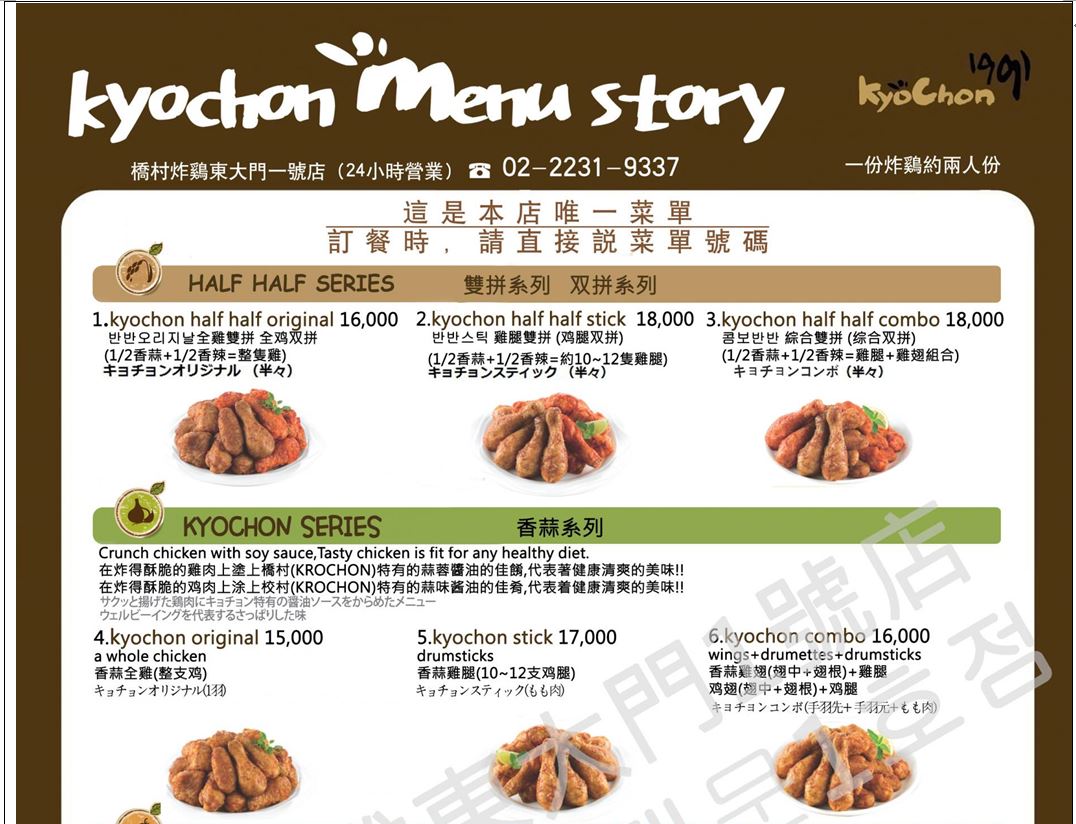 kyochon menu story
kyochon 1991
橋村炸鷄東大門一號店（24小時營業）☎ 02-2231-9337
一份炸鷄約兩人份
這是本店唯一菜單
訂餐時，請直接説菜單號碼
HALF HALF SERIES 雙拼系列 双拼系列
1.kyochon half half original 16,000
반반오리지날全雞雙拼 全鸡双拼
(1/2香蒜+1/2香辣=整隻雞)
キョチョンオリジナル （半々）
2.kyochon half half stick 18,000
반반스틱 雞腿雙拼 (鸡腿双拼)
(1/2香蒜+1/2香辣=約10~12隻雞腿)
キョチョンスティック （半々）
3.kyochon half half combo 18,000
콤보반반 綜合雙拼 (综合双拼)
(1/2香蒜+1/2香辣=雞腿+雞翅組合)
キョチョンコンボ（半々）
KYOCHON SERIES 香蒜系列
Crunch chicken with soy sauce,Tasty chicken is fit for any healthy diet.
在炸得酥脆的雞肉上塗上橋村(KROCHON)特有的蒜蓉醬油的佳餚,代表著健康清爽的美味!!
在炸得酥脆的鸡肉上涂上校村(KROCHON)特有的蒜味酱油的佳肴,代表着健康清爽的美味!!
サクッと揚げた鶏肉にキョチョン特有の醤油ソースをからめたメニュー
ウェルビーイングを代表するさっぱりした味
4.kyochon original 15,000
a whole chicken
香蒜全雞(整支鸡)
キョチョンオリジナル(1羽)
5.kyochon stick 17,000
drumsticks
香蒜雞腿(10~12支鸡腿)
キョチョンスティック(もも肉)
6.kyochon combo 16,000
wings+drumettes+drumsticks
香蒜雞翅(翅中+翅根)+雞腿
鸡翅(翅中+翅根)+鸡腿
キョチョンコンボ(手羽先+手羽元+もも肉)
東大門1號店
대문1호점